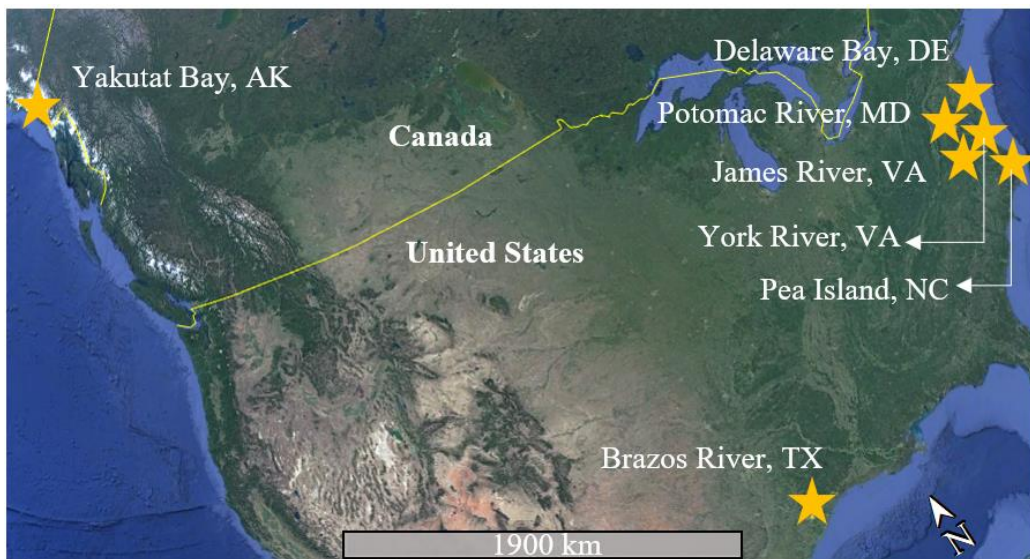 Delaware Bay, DE
Yakutat Bay, AK
Potomac River, MD
Canada
James River, VA
York River, VA
United States
Pea Island, NC
Brazos River, TX
N
1900 km